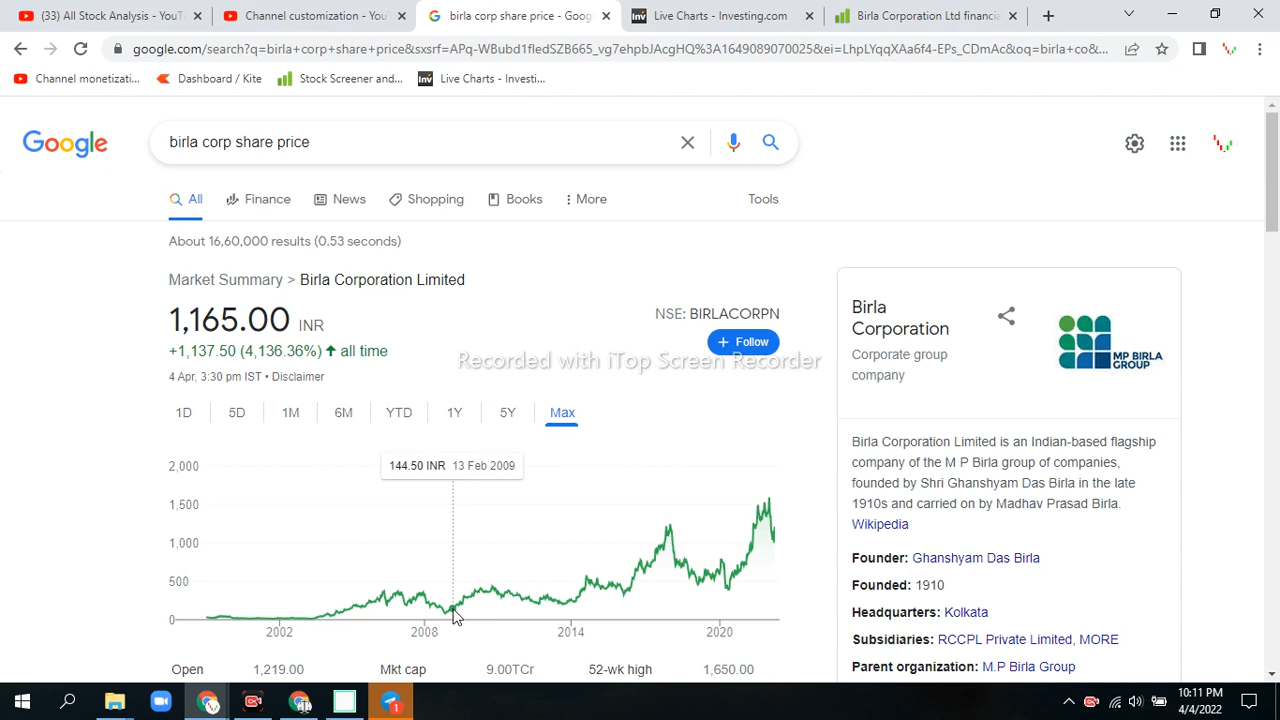 (33) All Stock Analysis - YouT
Channel customization - YouT
birla corp share price - Goog
Live Charts - Investing.com
Birla Corporation Ltd financia
google.com/search?q=birla+corp+share+price&sxsrf=APq-WBubd1fledSZB665_vg7ehpbJAcgHQ%3A1649089070025&ei=LhpLYqqXAa6f4-EPs_CDmAc&oq=birla+co&...
Channel monetizati...
Dashboard / Kite
Stock Screener and...
Inv
Live Charts - Investi...
Google
birla corp share price
All
Finance
News
Shopping
Books
More
Tools
About 16,60,000 results (0.53 seconds)
Market Summary > Birla Corporation Limited
1,165.00 INR
NSE: BIRLACORPN
+1,137.50 (4,136.36%) ↑ all time
+ Follow
Recorded with iTop Screen Recorder
4 Apr, 3:30 pm IST • Disclaimer
1D
5D
1M
6M
YTD
1Y
5Y
Max
144.50 INR 13 Feb 2009
2,000
1,500
1,000
500
0
2002
2008
2014
2020
Open 1,219.00
Mkt cap 9.00TCr
52-wk high 1,650.00
Birla
Corporation
Corporate group
company
MP BIRLA
GROUP
Birla Corporation Limited is an Indian-based flagship
company of the M P Birla group of companies,
founded by Shri Ghanshyam Das Birla in the late
1910s and carried on by Madhav Prasad Birla.
Wikipedia
Founder: Ghanshyam Das Birla
Founded: 1910
Headquarters: Kolkata
Subsidiaries: RCCPL Private Limited, MORE
Parent organization: M.P Birla Group
1
10:11 PM
4/4/2022